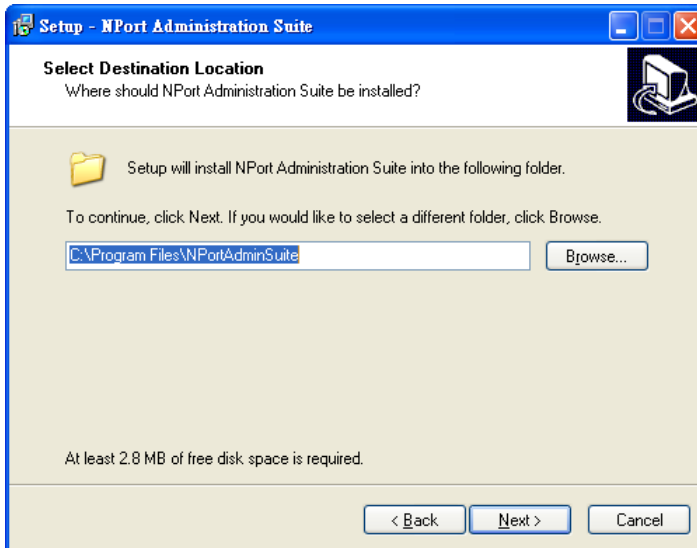 Setup - NPort Administration Suite
Select Destination Location
Where should NPort Administration Suite be installed?
Setup will install NPort Administration Suite into the following folder.
To continue, click Next. If you would like to select a different folder, click Browse.
C:\Program Files\NPortAdminSuite Browse...
At least 2.8 MB of free disk space is required.
< Back Next > Cancel